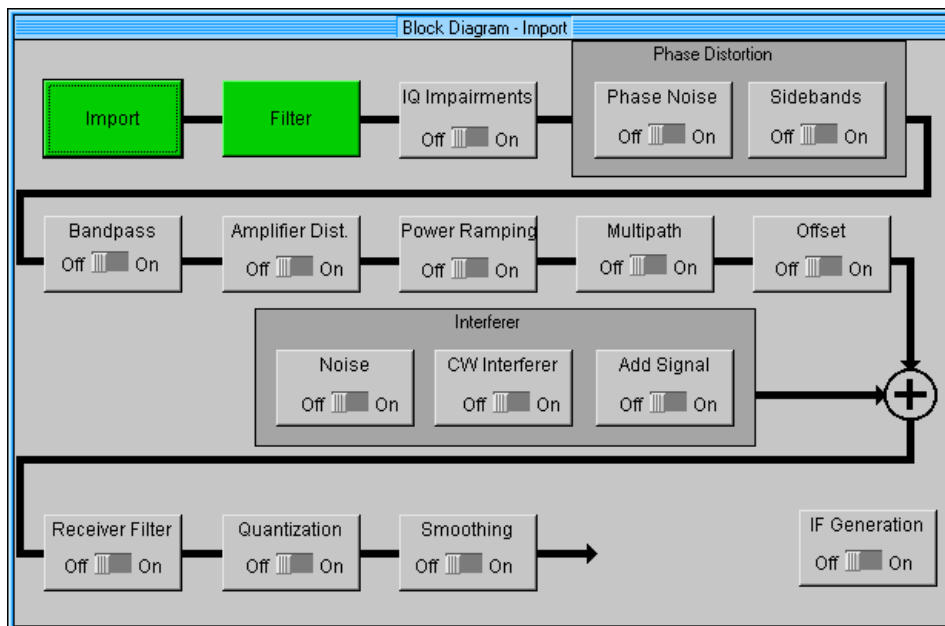 Block Diagram - Import
Phase Distortion
Import
Filter
IQ Impairments
Off On
Phase Noise
Off On
Sidebands
Off On
Bandpass
Off On
Amplifier Dist.
Off On
Power Ramping
Off On
Multipath
Off On
Offset
Off On
Interferer
Noise
Off On
CW Interferer
Off On
Add Signal
Off On
Receiver Filter
Off On
Quantization
Off On
Smoothing
Off On
IF Generation
Off On